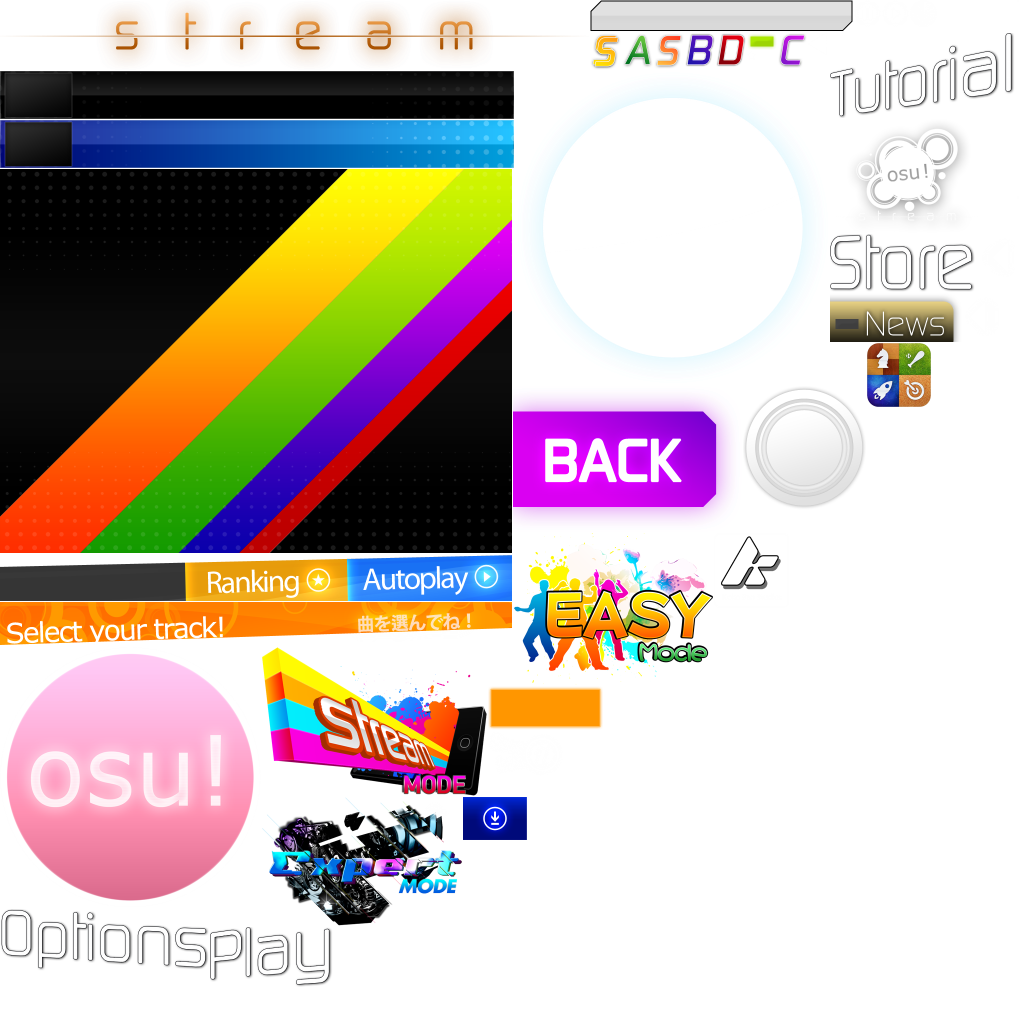 stream
S A S B D - C
Tutorial
osu!
Store
News
BACK
Ranking
Autoplay
Select your track!
曲を選んでね！
EASY
Mode
osu!
Stream
MODE
Expert
MODE
Options
Play